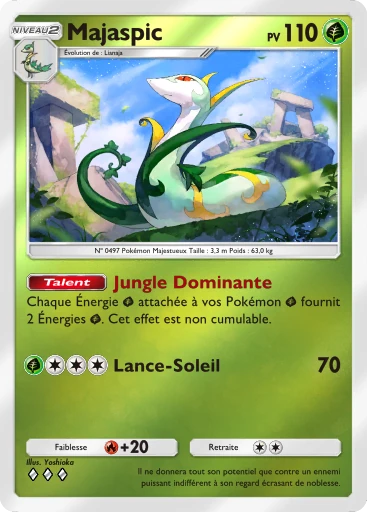 NIVEAU 2
Majaspic
PV 110
Évolution de : Lianaja
N° 0497 Pokémon Majestueux Taille : 3,3 m Poids : 63,0 kg
Talent Jungle Dominante
Chaque Énergie attachée à vos Pokémon fournit
2 Énergies . Cet effet est non cumulable.
Lance-Soleil 70
Faiblesse +20 Retraite
Illus. Yoshioka
Il ne donnera tout son potentiel que contre un ennemi
puissant indifférent à son regard écrasant de noblesse.